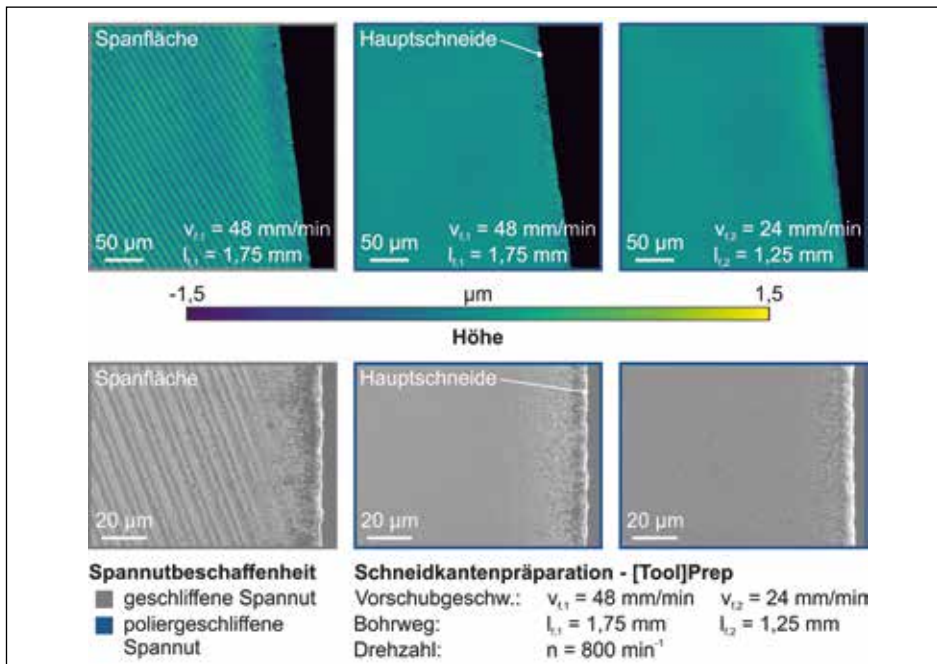 Spanfläche
v_f,1 = 48 mm/min
50 µm l_f,1 = 1,75 mm
Hauptschneide
v_f,1 = 48 mm/min
50 µm l_f,1 = 1,75 mm
v_f,2 = 24 mm/min
50 µm l_f,2 = 1,25 mm
-1,5 µm 1,5
Höhe
Spanfläche
20 µm
Hauptschneide
20 µm
20 µm
Spannutbeschaffenheit
geschliffene Spannut
poliergeschliffene
Spannut
Schneidkantenpräparation - [Tool]Prep
Vorschubgeschw.: v_f,1 = 48 mm/min v_f,2 = 24 mm/min
Bohrweg: l_f,1 = 1,75 mm l_f,2 = 1,25 mm
Drehzahl: n = 800 min⁻¹